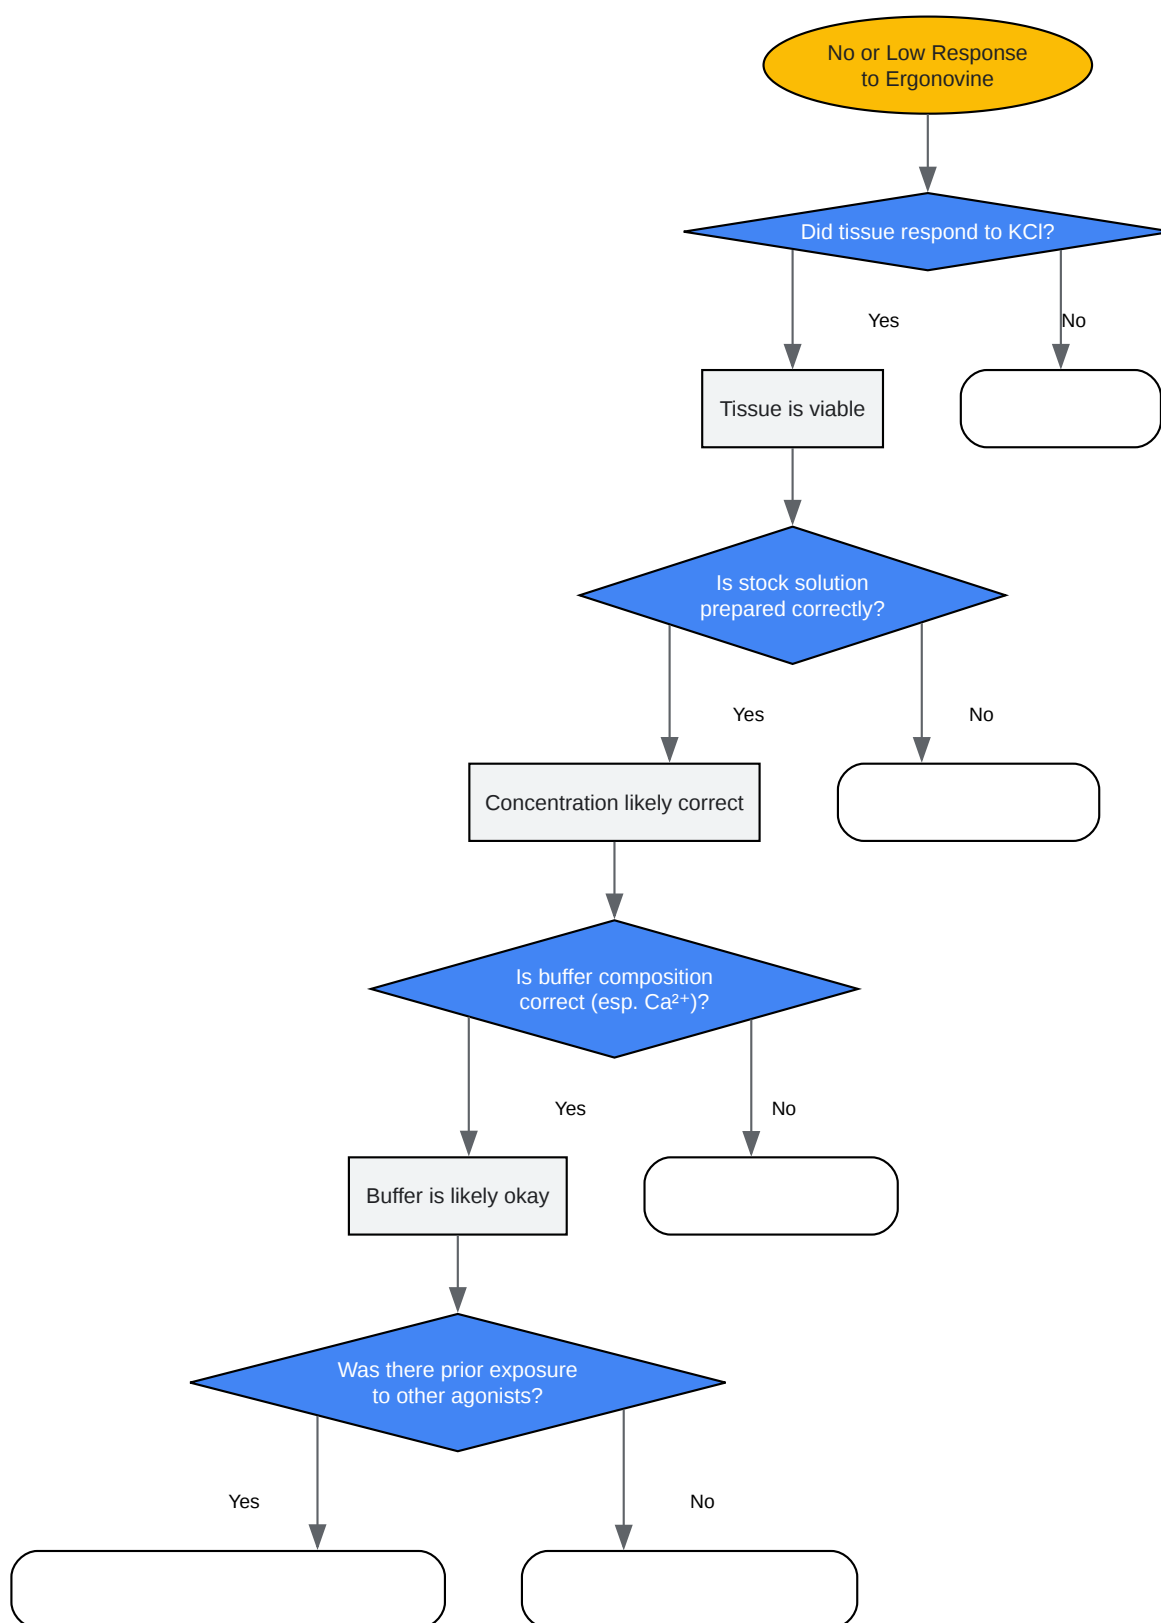 No or Low Response
to Ergonovine
Did tissue respond to KCl?
Yes
No
Tissue is viable
Is stock solution
prepared correctly?
Yes
No
Concentration likely correct
Is buffer composition
correct (esp. Ca²⁺)?
Yes
No
Buffer is likely okay
Was there prior exposure
to other agonists?
Yes
No